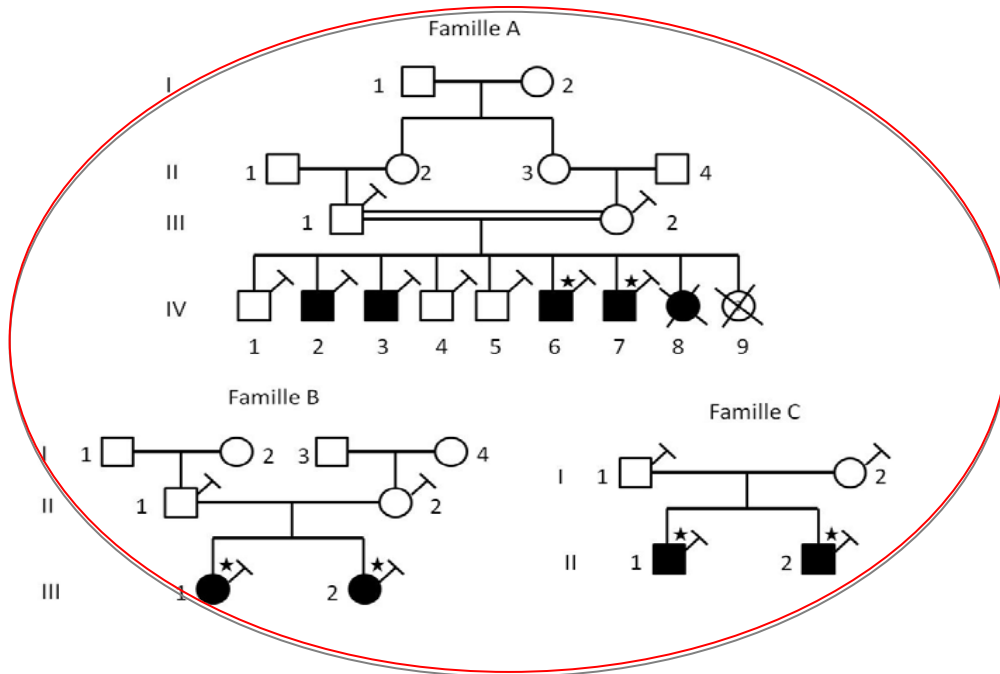 Famille A
I
1 2
II
1 2 3 4
III
1 2
IV
1 2 3 4 5 6 7 8 9
Famille B
I
1 2 3 4
II
1 2
III
1 2
Famille C
I
1 2
II
1 2